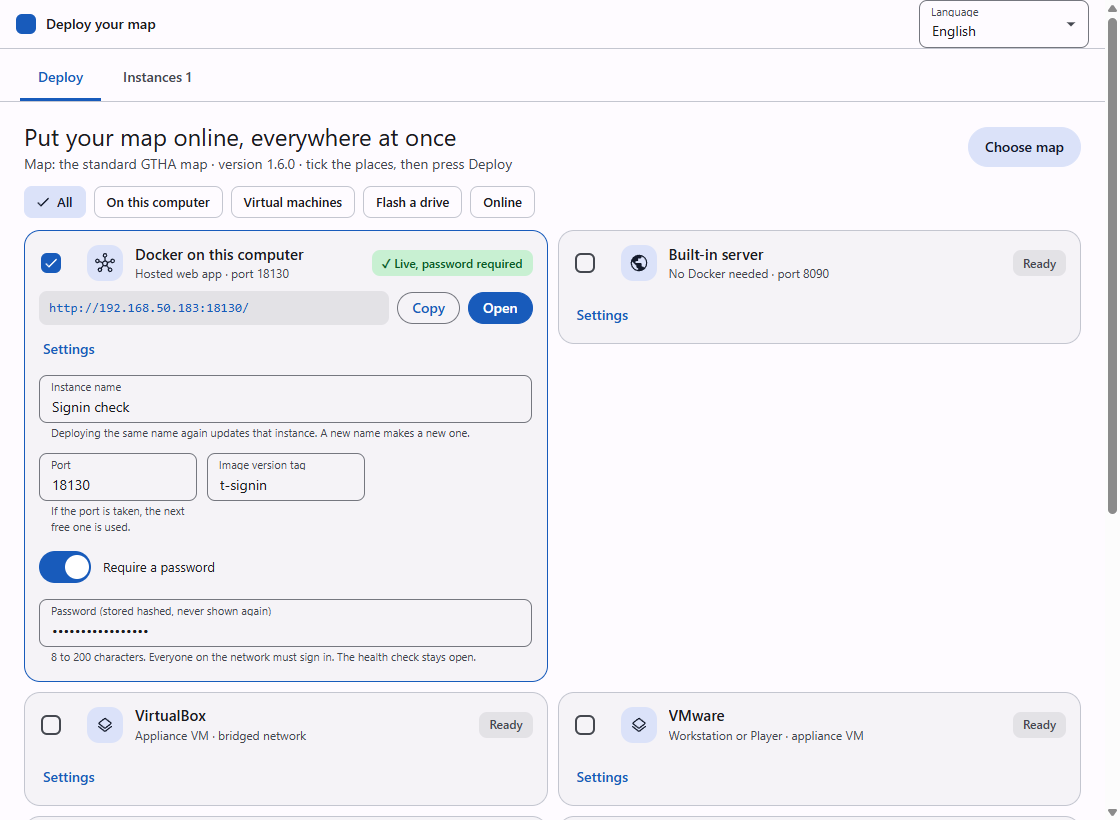 Deploy your map
Language
English
Deploy
Instances 1
Put your map online, everywhere at once
Map: the standard GTHA map · version 1.6.0 · tick the places, then press Deploy
Choose map
All
On this computer
Virtual machines
Flash a drive
Online
Docker on this computer
Hosted web app · port 18130
✓ Live, password required
http://192.168.50.183:18130/
Copy
Open
Settings
Instance name
Signin check
Deploying the same name again updates that instance. A new name makes a new one.
Port
18130
Image version tag
t-signin
If the port is taken, the next
free one is used.
Require a password
Password (stored hashed, never shown again)
•••••••••••••••••
8 to 200 characters. Everyone on the network must sign in. The health check stays open.
Built-in server
No Docker needed · port 8090
Ready
Settings
VirtualBox
Appliance VM · bridged network
Ready
Settings
VMware
Workstation or Player · appliance VM
Ready
Settings